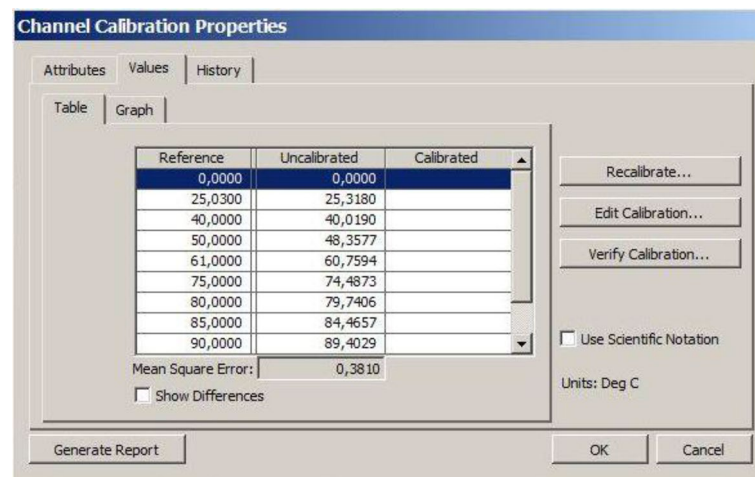 Channel Calibration Properties
Attributes Values History
Table Graph
Reference Uncalibrated Calibrated
0,0000 0,0000
25,0300 25,3180
40,0000 40,0190
50,0000 48,3577
61,0000 60,7594
75,0000 74,4873
80,0000 79,7406
85,0000 84,4657
90,0000 89,4029
Mean Square Error: 0,3810
Show Differences
Recalibrate...
Edit Calibration...
Verify Calibration...
Use Scientific Notation
Units: Deg C
Generate Report OK Cancel